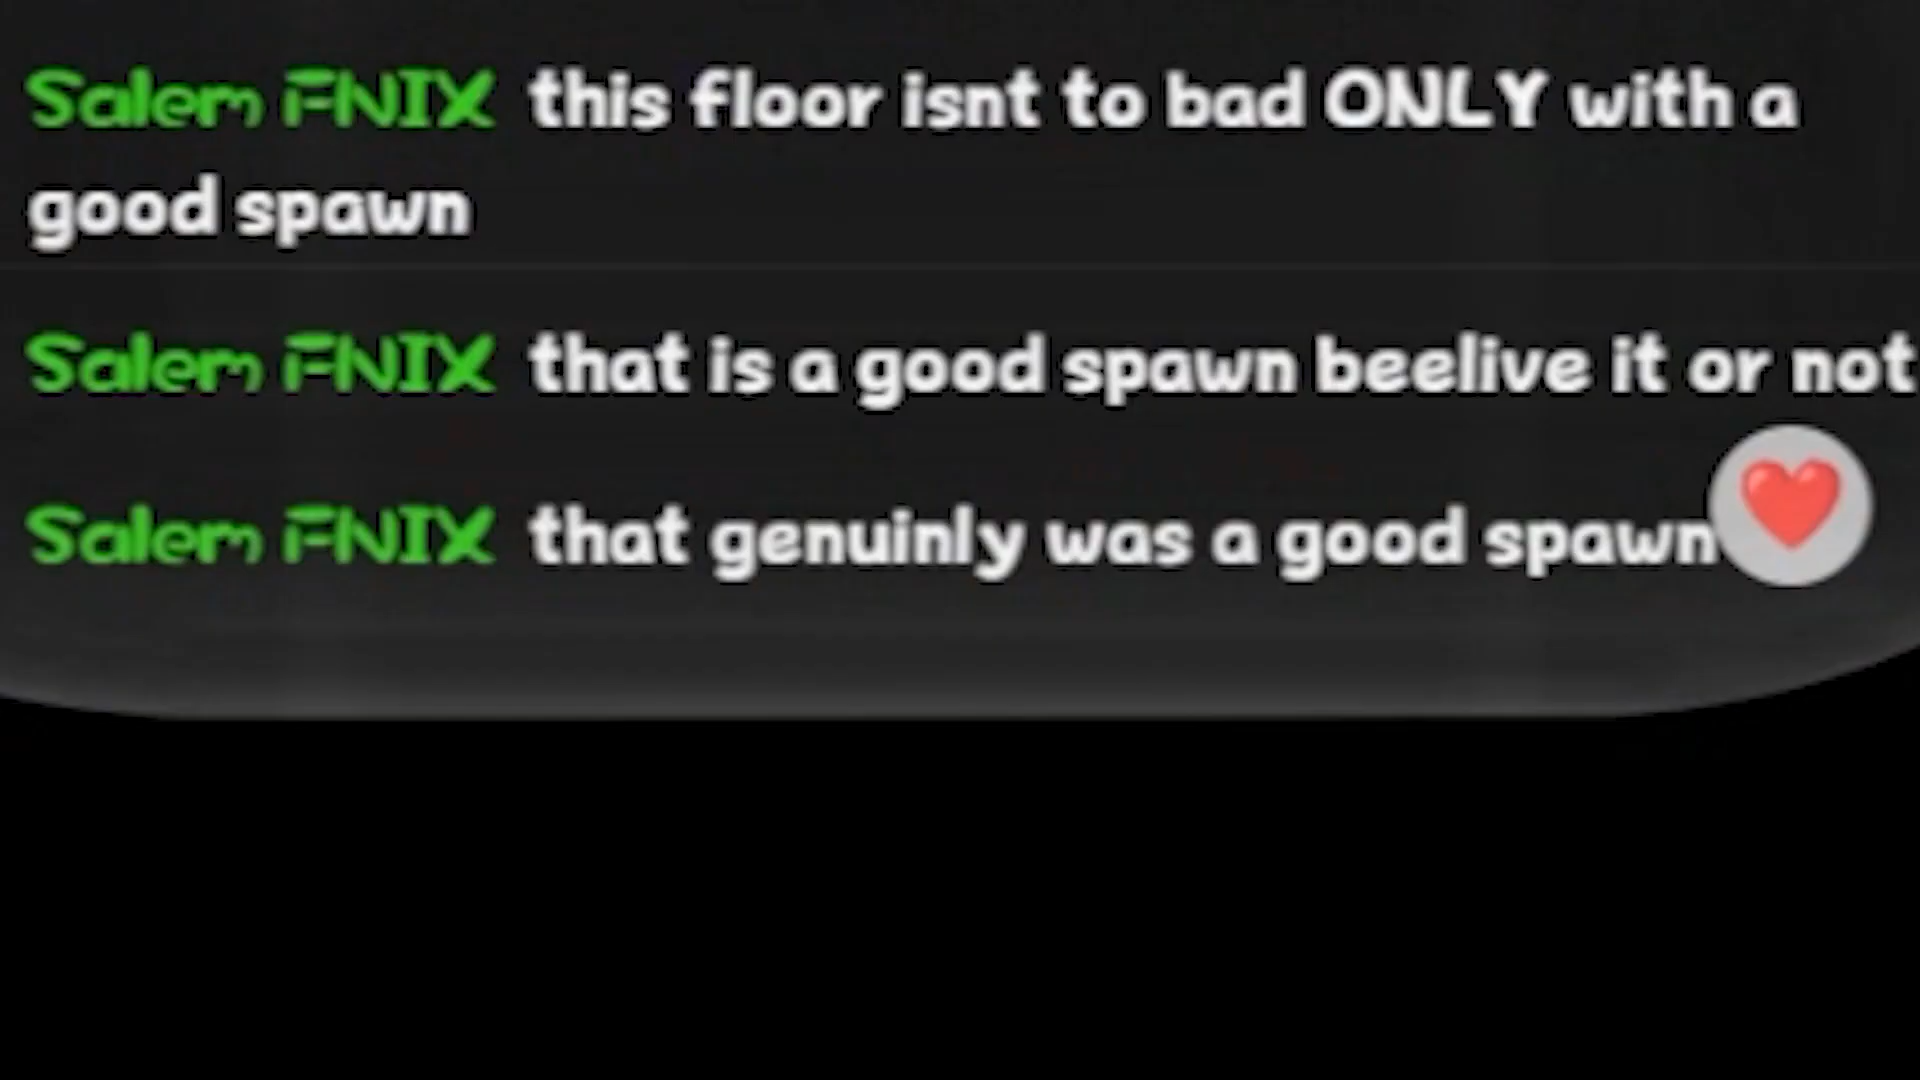 Salem FNIX this floor isnt to bad ONLY with a
good spawn
Salem FNIX that is a good spawn beelive it or not
Salem FNIX that genuinly was a good spawn